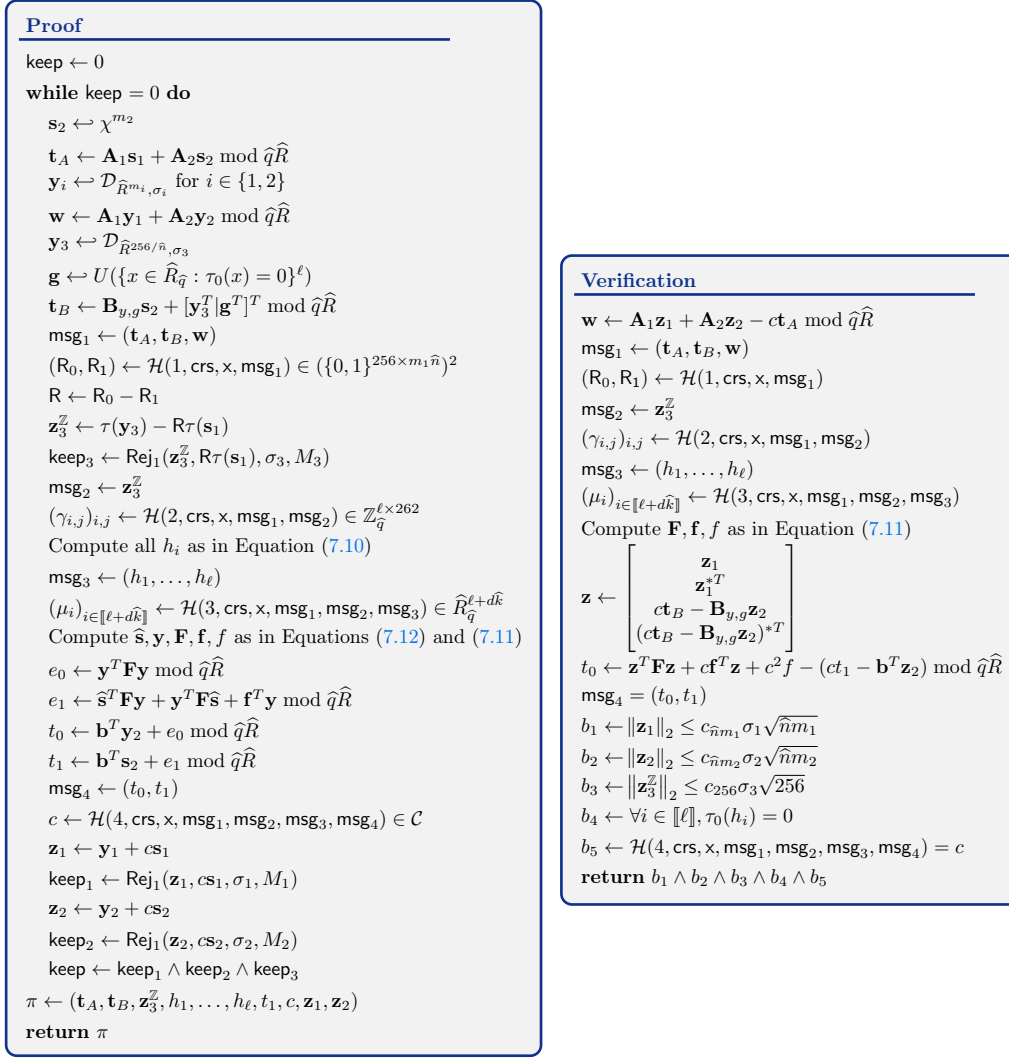 Proof
keep ← 0
while keep = 0 do
s₂ ↩ χ^{m₂}
t_A ← A₁s₁ + A₂s₂ mod q̂R̂
y_i ↩ D_{R̂^{m_i},σ_i} for i ∈ {1, 2}
w ← A₁y₁ + A₂y₂ mod q̂R̂
y₃ ↩ D_{R̂^{256/n̂},σ₃}
g ↩ U({x ∈ R̂_{q̂} : τ₀(x) = 0}^ℓ)
t_B ← B_{y,g}s₂ + [y₃^T|g^T]^T mod q̂R̂
msg₁ ← (t_A, t_B, w)
(R₀, R₁) ← H(1, crs, x, msg₁) ∈ ({0, 1}^{256×m₁n̂})²
R ← R₀ − R₁
z₃^ℤ ← τ(y₃) − Rτ(s₁)
keep₃ ← Rej₁(z₃^ℤ, Rτ(s₁), σ₃, M₃)
msg₂ ← z₃^ℤ
(γ_{i,j})_{i,j} ← H(2, crs, x, msg₁, msg₂) ∈ ℤ_{q̂}^{ℓ×262}
Compute all h_i as in Equation (7.10)
msg₃ ← (h₁, . . . , h_ℓ)
(μ_i)_{i∈⟦ℓ+dk̂⟧} ← H(3, crs, x, msg₁, msg₂, msg₃) ∈ R̂_{q̂}^{ℓ+dk̂}
Compute ŝ, y, F, f, f as in Equations (7.12) and (7.11)
e₀ ← y^T Fy mod q̂R̂
e₁ ← ŝ^T Fy + y^T Fŝ + f^T y mod q̂R̂
t₀ ← b^T y₂ + e₀ mod q̂R̂
t₁ ← b^T s₂ + e₁ mod q̂R̂
msg₄ ← (t₀, t₁)
c ← H(4, crs, x, msg₁, msg₂, msg₃, msg₄) ∈ C
z₁ ← y₁ + cs₁
keep₁ ← Rej₁(z₁, cs₁, σ₁, M₁)
z₂ ← y₂ + cs₂
keep₂ ← Rej₁(z₂, cs₂, σ₂, M₂)
keep ← keep₁ ∧ keep₂ ∧ keep₃
π ← (t_A, t_B, z₃^ℤ, h₁, . . . , h_ℓ, t₁, c, z₁, z₂)
return π
Verification
w ← A₁z₁ + A₂z₂ − ct_A mod q̂R̂
msg₁ ← (t_A, t_B, w)
(R₀, R₁) ← H(1, crs, x, msg₁)
msg₂ ← z₃^ℤ
(γ_{i,j})_{i,j} ← H(2, crs, x, msg₁, msg₂)
msg₃ ← (h₁, . . . , h_ℓ)
(μ_i)_{i∈⟦ℓ+dk̂⟧} ← H(3, crs, x, msg₁, msg₂, msg₃)
Compute F, f, f as in Equation (7.11)
z ← [ z₁
z₁^{*T}
ct_B − B_{y,g}z₂
(ct_B − B_{y,g}z₂)^{*T} ]
t₀ ← z^T Fz + cf^T z + c²f − (ct₁ − b^T z₂) mod q̂R̂
msg₄ = (t₀, t₁)
b₁ ← ‖z₁‖₂ ≤ c_{n̂m₁}σ₁√(n̂m₁)
b₂ ← ‖z₂‖₂ ≤ c_{n̂m₂}σ₂√(n̂m₂)
b₃ ← ‖z₃^ℤ‖₂ ≤ c₂₅₆σ₃√256
b₄ ← ∀i ∈ ⟦ℓ⟧, τ₀(h_i) = 0
b₅ ← H(4, crs, x, msg₁, msg₂, msg₃, msg₄) = c
return b₁ ∧ b₂ ∧ b₃ ∧ b₄ ∧ b₅